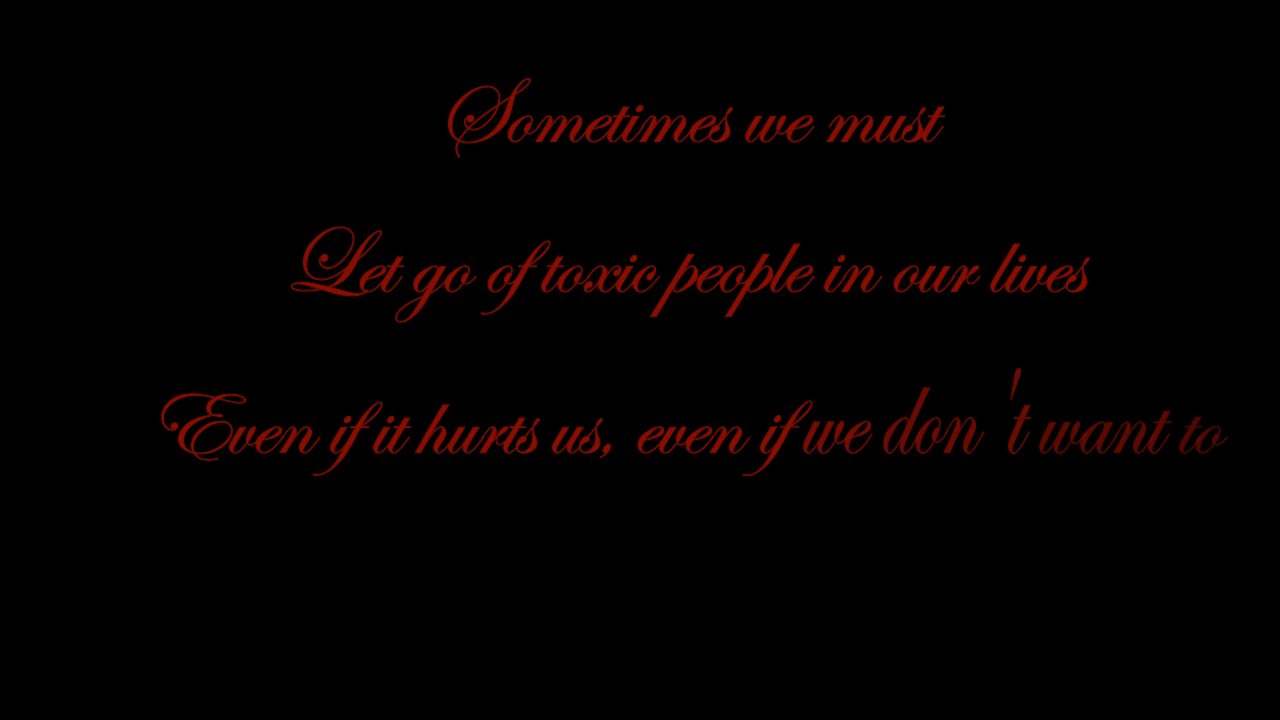 Sometimes we must
Let go of toxic people in our lives
Even if it hurts us, even if we don't want to